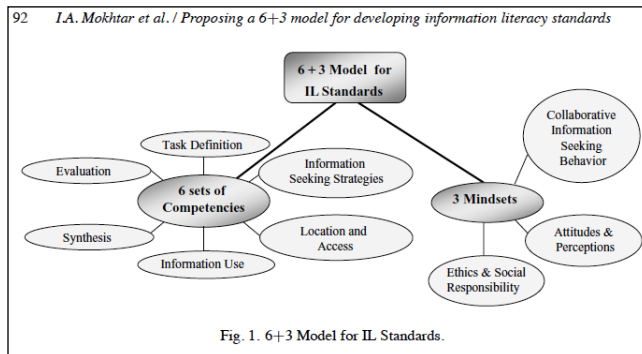 92 I.A. Mokhtar et al. / Proposing a 6+3 model for developing information literacy standards
6+3 Model for
IL Standards
Task Definition
Evaluation
Information
Seeking Strategies
6 sets of
Competencies
Synthesis
Location and
Access
Information Use
Collaborative
Information
Seeking
Behavior
3 Mindsets
Attitudes &
Perceptions
Ethics & Social
Responsibility
Fig. 1. 6+3 Model for IL Standards.